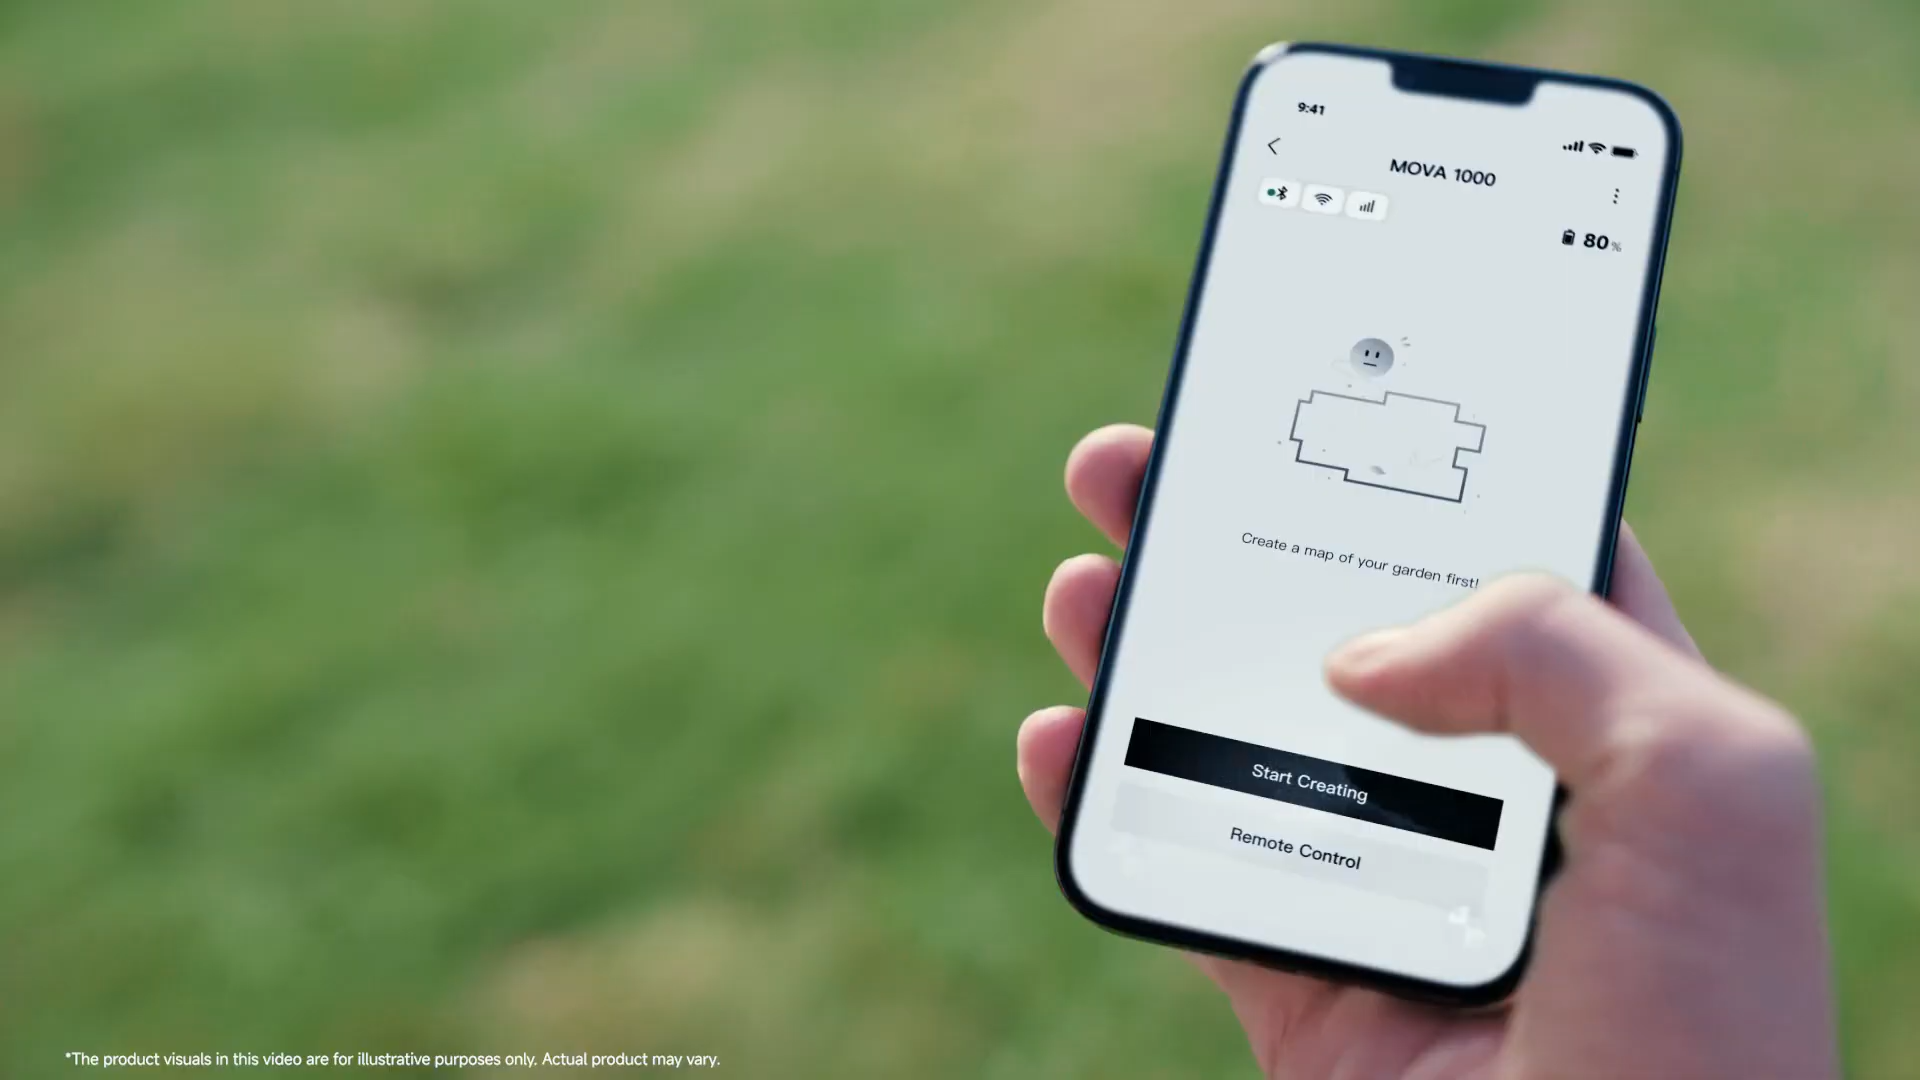 9:41
MOVA 1000
80%
Create a map of your garden first!
Start Creating
Remote Control
*The product visuals in this video are for illustrative purposes only. Actual product may vary.